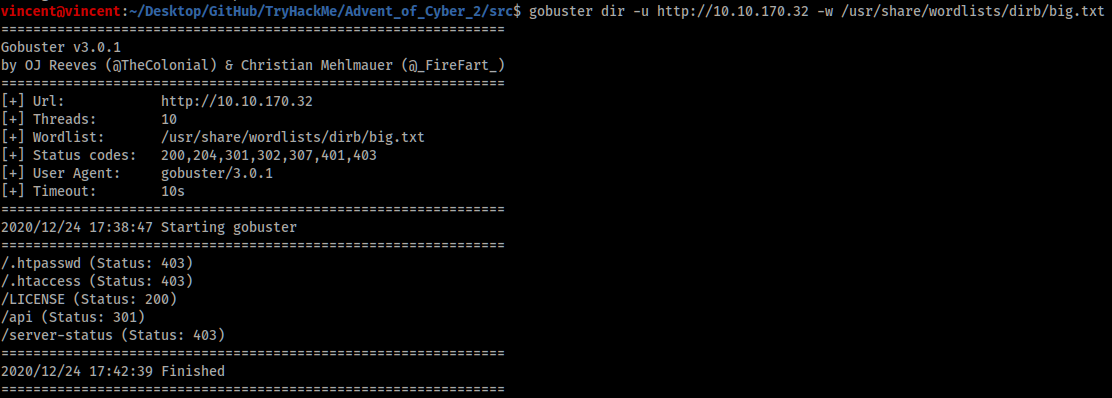 vincent@vincent:~/Desktop/GitHub/TryHackMe/Advent_of_Cyber_2/src$ gobuster dir -u http://10.10.170.32 -w /usr/share/wordlists/dirb/big.txt
===============================================================
Gobuster v3.0.1
by OJ Reeves (@TheColonial) & Christian Mehlmauer (@_FireFart_)
===============================================================
[+] Url:            http://10.10.170.32
[+] Threads:        10
[+] Wordlist:       /usr/share/wordlists/dirb/big.txt
[+] Status codes:   200,204,301,302,307,401,403
[+] User Agent:     gobuster/3.0.1
[+] Timeout:        10s
===============================================================
2020/12/24 17:38:47 Starting gobuster
===============================================================
/.htpasswd (Status: 403)
/.htaccess (Status: 403)
/LICENSE (Status: 200)
/api (Status: 301)
/server-status (Status: 403)
===============================================================
2020/12/24 17:42:39 Finished
===============================================================